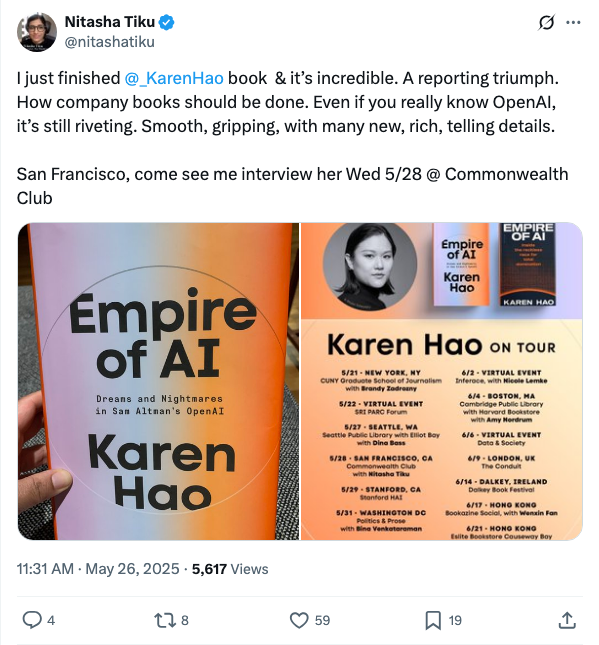 Nitasha Tiku
@nitashatiku
I just finished @_KarenHao book & it's incredible. A reporting triumph.
How company books should be done. Even if you really know OpenAI,
it's still riveting. Smooth, gripping, with many new, rich, telling details.
San Francisco, come see me interview her Wed 5/28 @ Commonwealth
Club
Empire
of AI
Dreams and Nightmares
in Sam Altman's OpenAI
Karen
Hao
Empire
of AI
Karen
Hao
EMPIRE
OF AI
KAREN HAO
Karen Hao ON TOUR
5/21 - NEW YORK, NY
CUNY Graduate School of Journalism
with Brandy Zadrozny
5/22 - VIRTUAL EVENT
SRI PARC Forum
5/27 - SEATTLE, WA
Seattle Public Library with Elliot Bay
with Dina Bass
5/28 - SAN FRANCISCO, CA
Commonwealth Club
with Nitasha Tiku
5/29 - STANFORD, CA
Stanford HAI
5/31 - WASHINGTON DC
Politics & Prose
with Bina Venkataraman
6/2 - VIRTUAL EVENT
Inferace, with Nicole Lemke
6/4 - BOSTON, MA
Cambridge Public Library
with Harvard Bookstore
with Amy Nordrum
6/6 - VIRTUAL EVENT
Data & Society
6/9 - LONDON, UK
The Conduit
6/14 - DALKEY, IRELAND
Dalkey Book Festival
6/17 - HONG KONG
Bookazine Social, with Wenxin Fan
6/21 - HONG KONG
Eslite Bookstore Causeway Bay
11:31 AM · May 26, 2025 · 5,617 Views
4
8
59
19